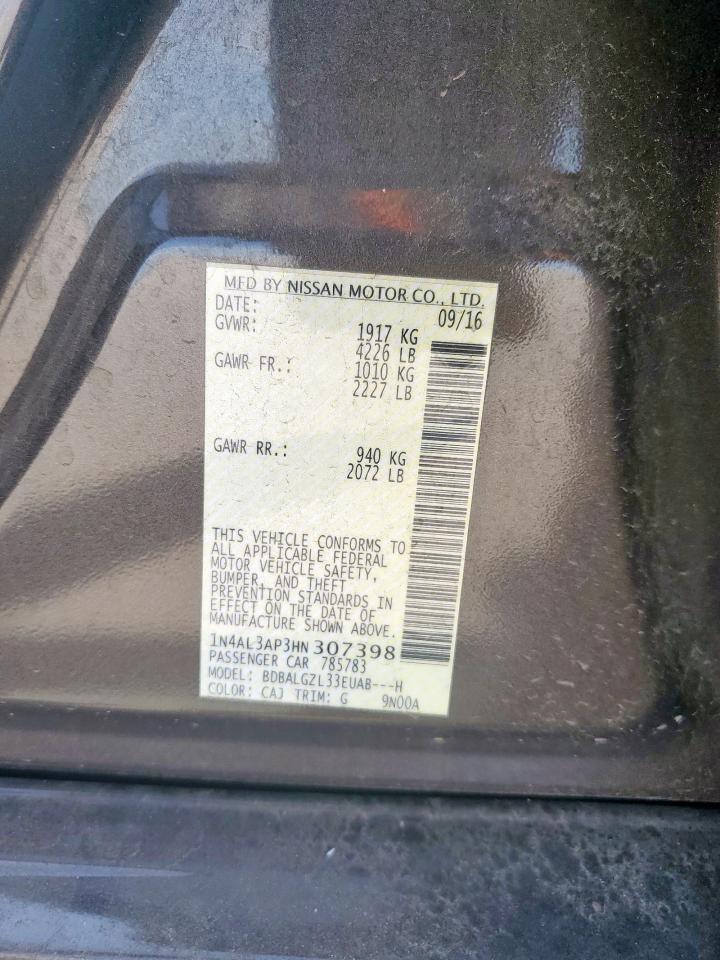 MFD BY NISSAN MOTOR CO., LTD.
DATE: 09/16
GVWR: 1917 KG
4226 LB
GAWR FR.: 1010 KG
2227 LB
GAWR RR.: 940 KG
2072 LB
THIS VEHICLE CONFORMS TO
ALL APPLICABLE FEDERAL
MOTOR VEHICLE SAFETY,
BUMPER, AND THEFT
PREVENTION STANDARDS IN
EFFECT ON THE DATE OF
MANUFACTURE SHOWN ABOVE.
1N4AL3AP3HN307398
PASSENGER CAR 785783
MODEL: BDBALGZL33EUAB---H
COLOR: CAJ TRIM: G 9N00A